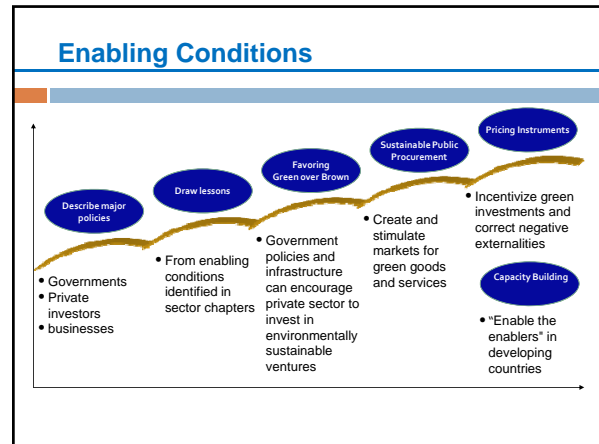 Enabling Conditions
Describe major
policies
• Governments
• Private
investors
• businesses
Draw lessons
• From enabling
conditions
identified in
sector chapters
Favoring
Green over Brown
• Government
policies and
infrastructure
can encourage
private sector to
invest in
environmentally
sustainable
ventures
Sustainable Public
Procurement
• Create and
stimulate
markets for
green goods
and services
Pricing Instruments
• Incentivize green
investments and
correct negative
externalities
Capacity Building
• "Enable the
enablers" in
developing
countries